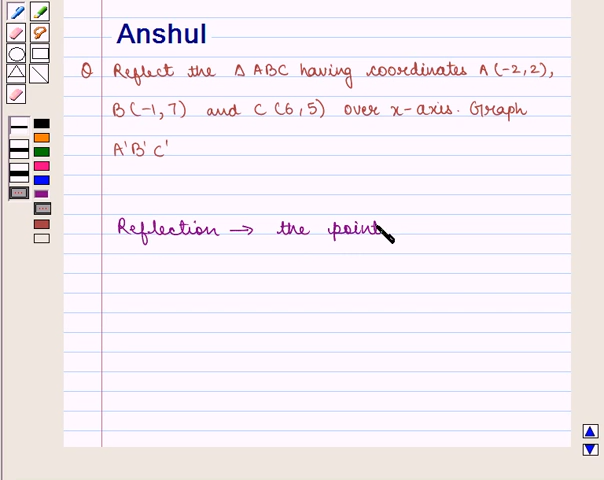 Anshul
Q Reflect the Δ ABC having coordinates A(-2,2),
B(-1,7) and C(6,5) over x-axis. Graph
A'B'C'
Reflection → the point